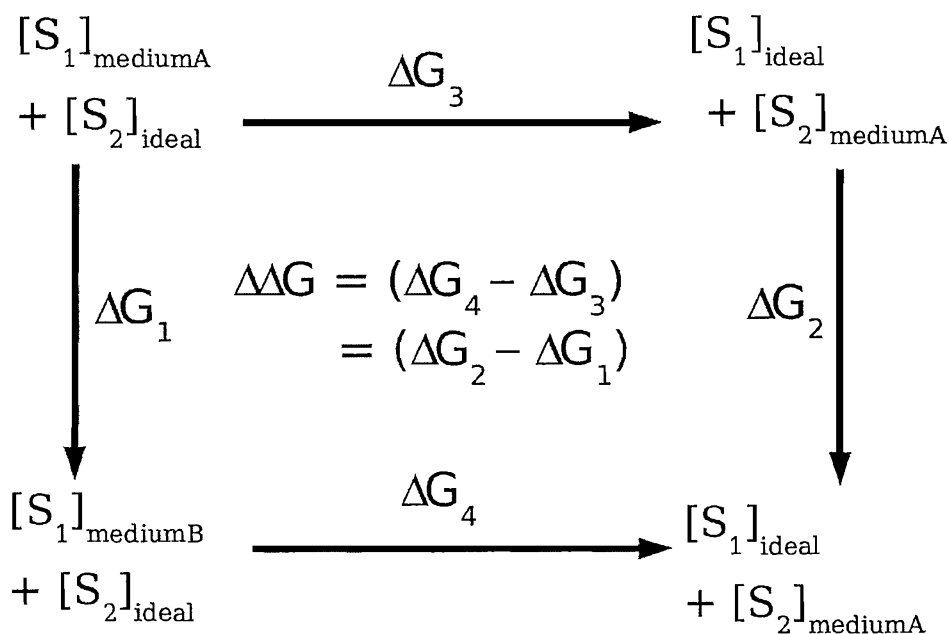 [S₁]mediumA
+ [S₂]ideal
ΔG₃
[S₁]ideal
+ [S₂]mediumA
ΔG₁
ΔΔG = (ΔG₄ − ΔG₃)
= (ΔG₂ − ΔG₁)
ΔG₂
[S₁]mediumB
+ [S₂]ideal
ΔG₄
[S₁]ideal
+ [S₂]mediumA